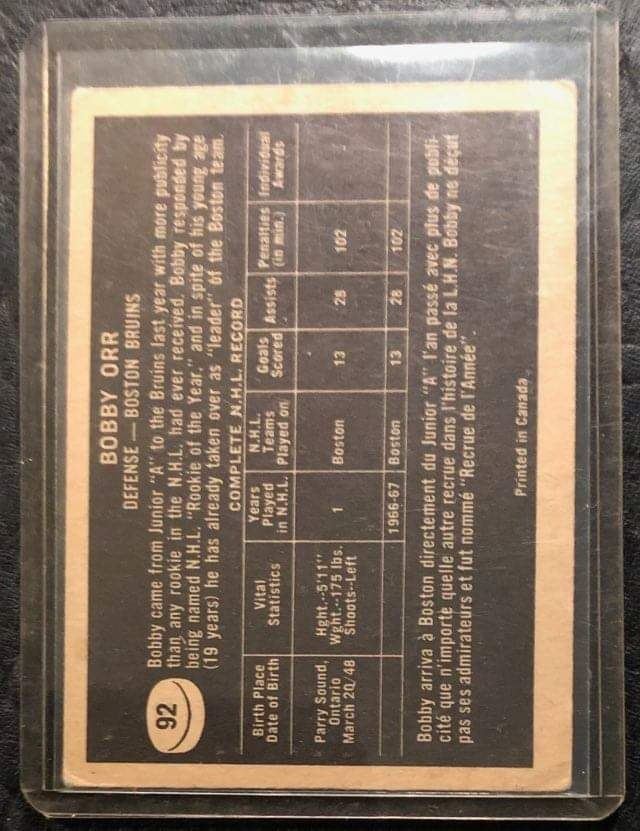 92
BOBBY ORR
DEFENSE — BOSTON BRUINS
Bobby came from Junior "A" to the Bruins last year with more publicity
than any rookie in the N.H.L. had ever received. Bobby responded by
being named N.H.L. "Rookie of the Year," and in spite of his young age
(19 years) he has already taken over as "leader" of the Boston team.
COMPLETE N.H.L. RECORD
Birth Place Date of Birth | Vital Statistics | Years Played in N.H.L. | N.H.L. Teams Played on | Goals Scored | Assists | Penalties (in min.) | Individual Awards
Parry Sound, Ontario March 20/48 | Hght.--5'11" Wght.--175 lbs. Shoots--Left | 1 | Boston | 13 | 28 | 102
1966-67 | Boston | 13 | 28 | 102
Bobby arriva à Boston directement du Junior "A" l'an passé avec plus de publi-
cité que n'importe quelle autre recrue dans l'histoire de la L.H.N. Bobby ne déçut
pas ses admirateurs et fut nommé "Recrue de l'Année".
Printed in Canada